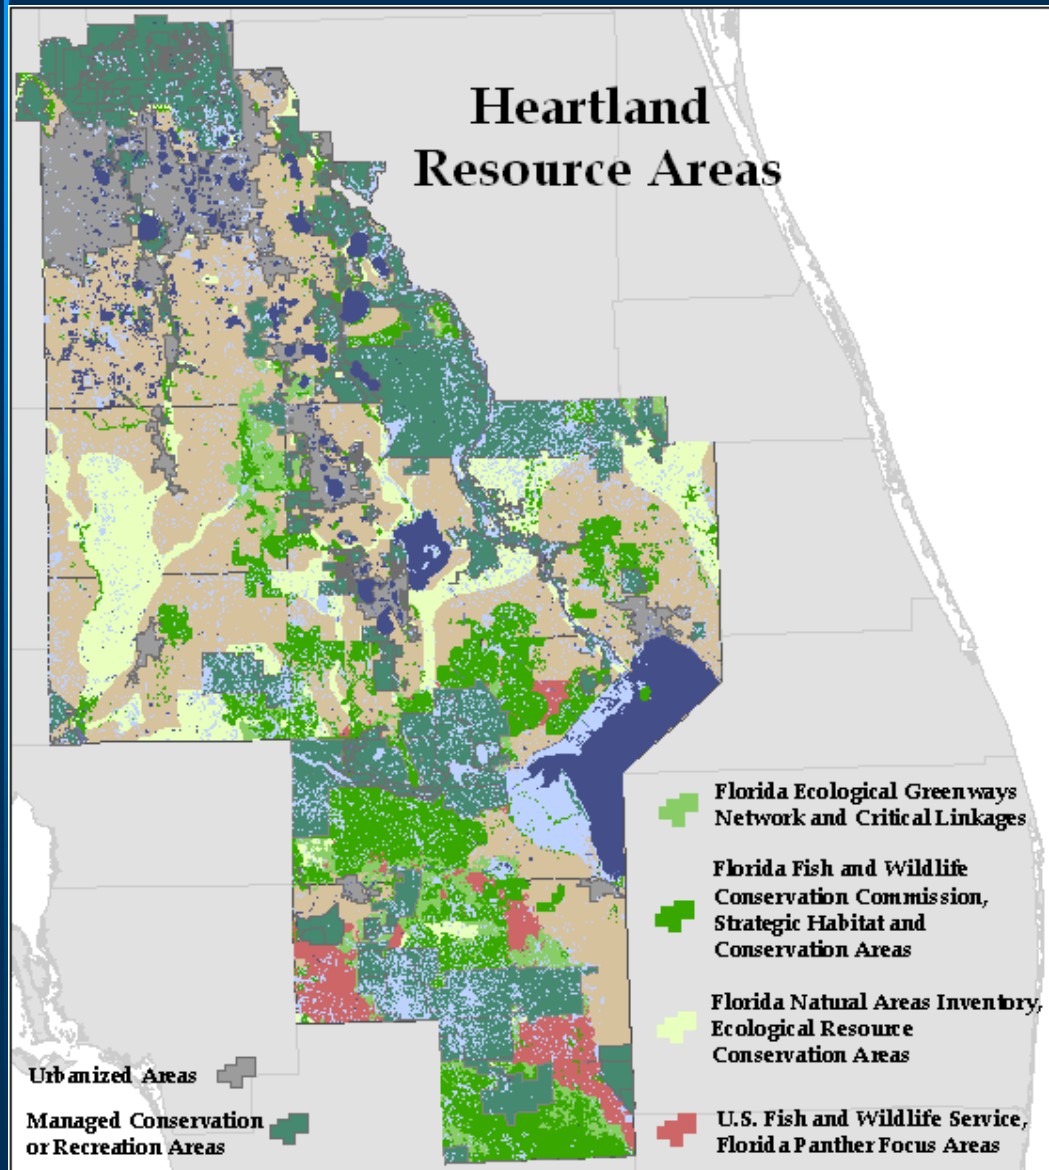 Heartland
Resource Areas
Florida Ecological Greenways
Network and Critical Linkages
Florida Fish and Wildlife
Conservation Commission,
Strategic Habitat and
Conservation Areas
Florida Natural Areas Inventory,
Ecological Resource
Conservation Areas
U.S. Fish and Wildlife Service,
Florida Panther Focus Areas
Urbanized Areas
Managed Conservation
or Recreation Areas